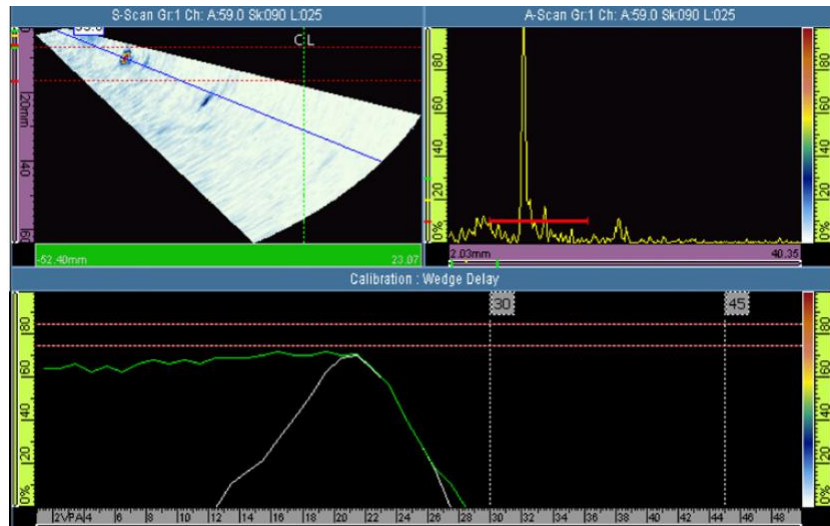 S-Scan Gr:1 Ch: A:59.0 Sk:090 L:025
A-Scan Gr:1 Ch: A:59.0 Sk:090 L:025
CL
20mm
40
60
80
60
40
20
0%
-52.40mm 23.07
2.03mm 40.35
Calibration : Wedge Delay
30 45
80
60
40
20
0%
2VPA 4 6 8 10 12 14 16 18 20 22 24 26 28 30 32 34 36 38 40 42 44 46 48